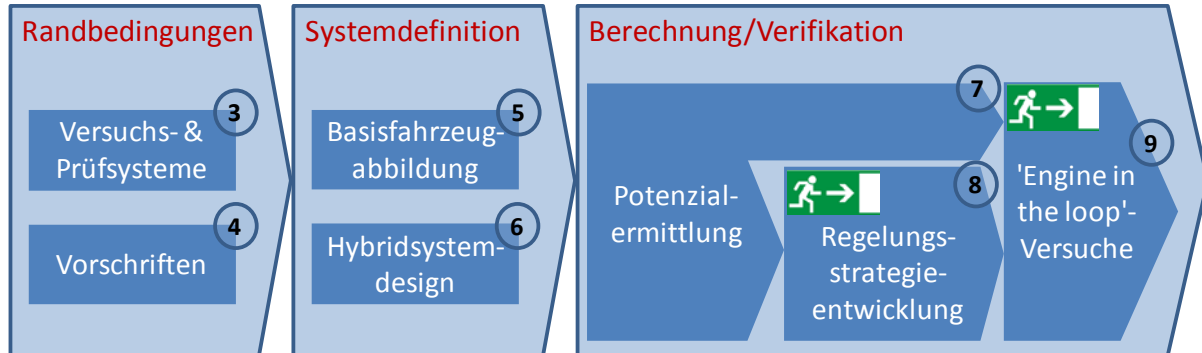 Randbedingungen
3
Versuchs- &
Prüfsysteme
4
Vorschriften
Systemdefinition
5
Basisfahrzeug-
abbildung
6
Hybridsystem-
design
Berechnung/Verifikation
7
Potenzial-
ermittlung
8
Regelungs-
strategie-
entwicklung
9
'Engine in
the loop'-
Versuche